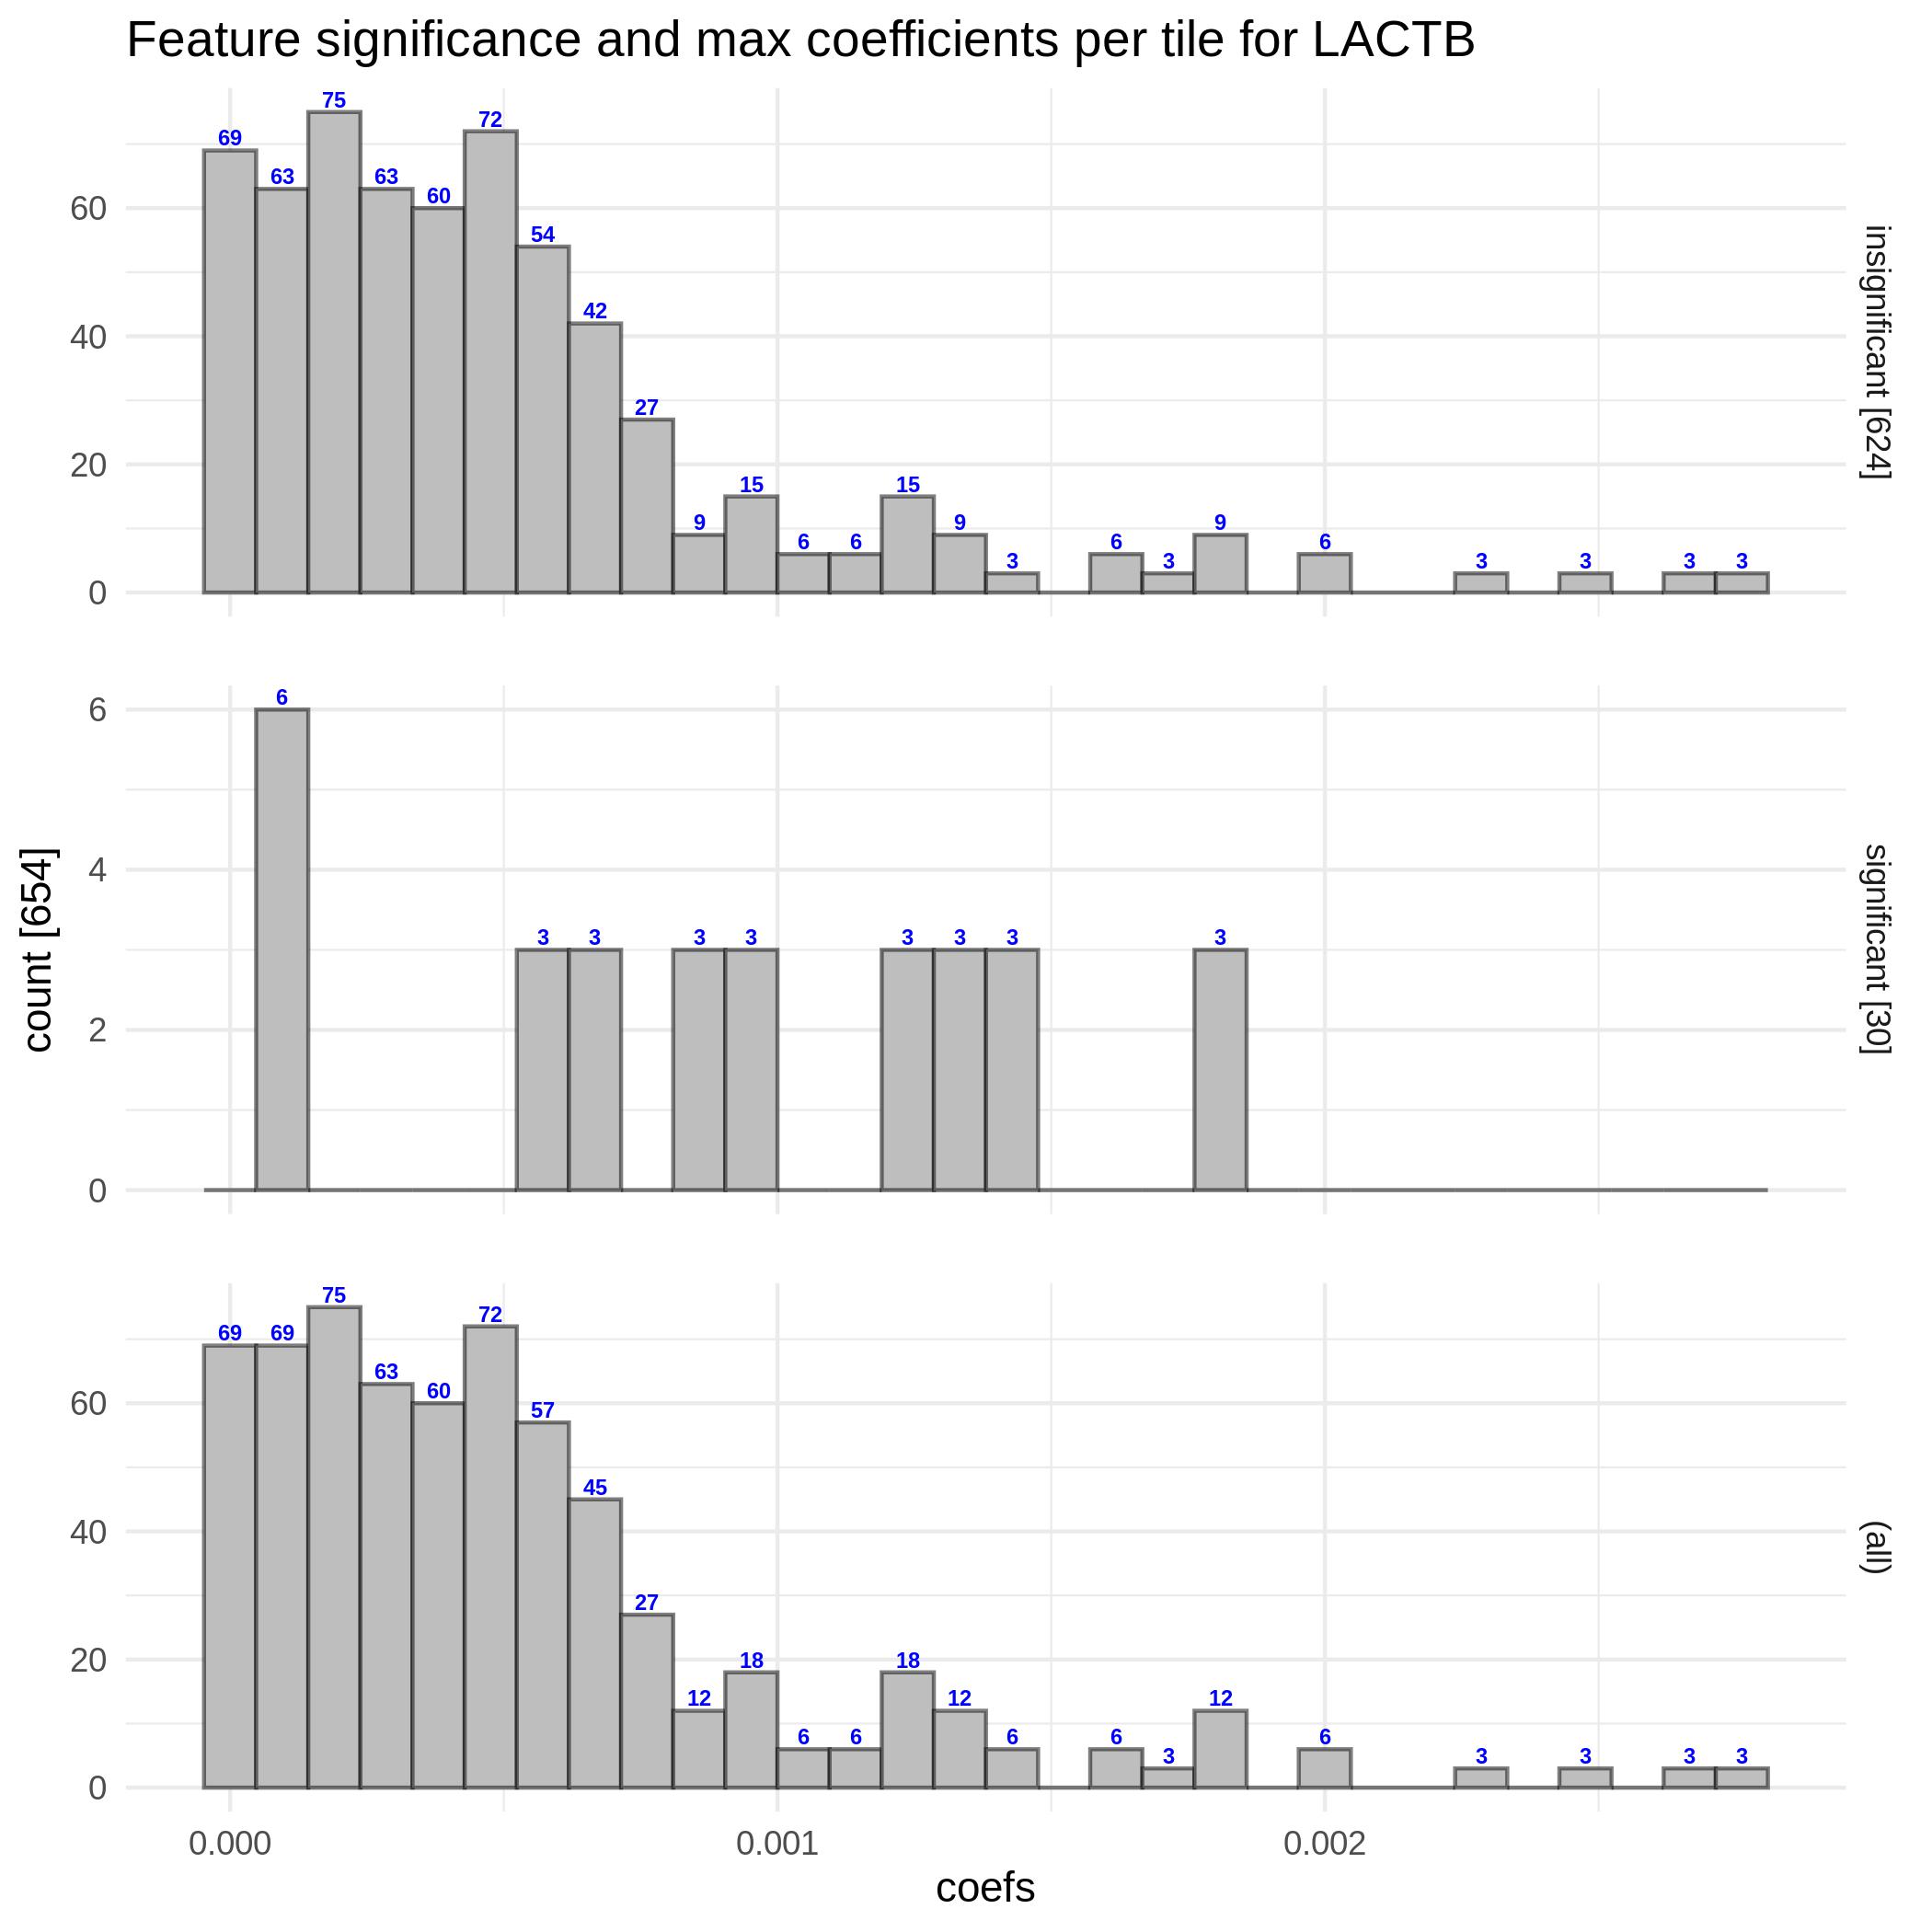 Feature significance and max coefficients per tile for LACTB
69 63 75 63 60 72 54 42 27 9 15 6 6 15 9 3 6 3 9 6 3 3 3 3
60
40
20
0
insignificant [624]
6 3 3 3 3 3 3 3 3
6
4
2
0
significant [30]
count [654]
69 69 75 63 60 72 57 45 27 12 18 6 6 18 12 6 6 3 12 6 3 3 3 3
60
40
20
0
(all)
0.000 0.001 0.002
coefs